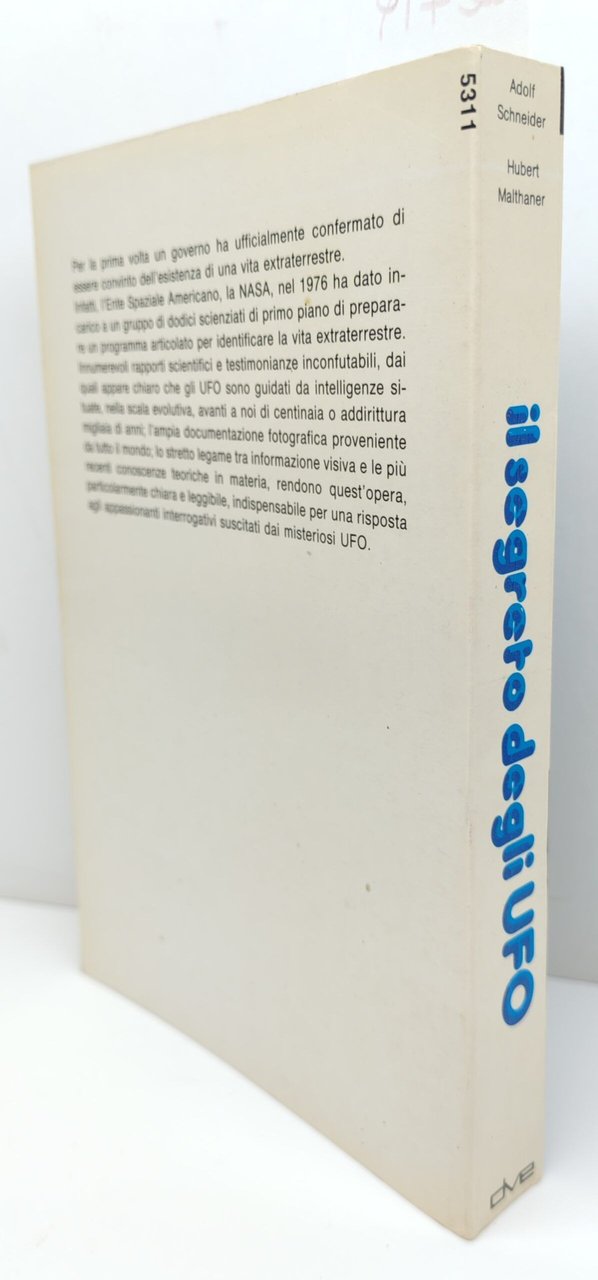 Per la prima volta un governo ha ufficialmente confermato di
essere convinto dell'esistenza di una vita extraterrestre.
Infatti, l'Ente Spaziale Americano, la NASA, nel 1976 ha dato in-
carico a un gruppo di dodici scienziati di primo piano di prepara-
re un programma articolato per identificare la vita extraterrestre.
Innumerevoli rapporti scientifici e testimonianze inconfutabili, dai
quali appare chiaro che gli UFO sono guidati da intelligenze si-
tuate, nella scala evolutiva, avanti a noi di centinaia o addirittura
migliaia di anni; l'ampia documentazione fotografica proveniente
da tutto il mondo; lo stretto legame tra informazione visiva e le più
recenti conoscenze teoriche in materia, rendono quest'opera,
particolarmente chiara e leggibile, indispensabile per una risposta
agli appassionanti interrogativi suscitati dai misteriosi UFO.
5311
Adolf
Schneider
Hubert
Malthaner
il segreto degli UFO
dve